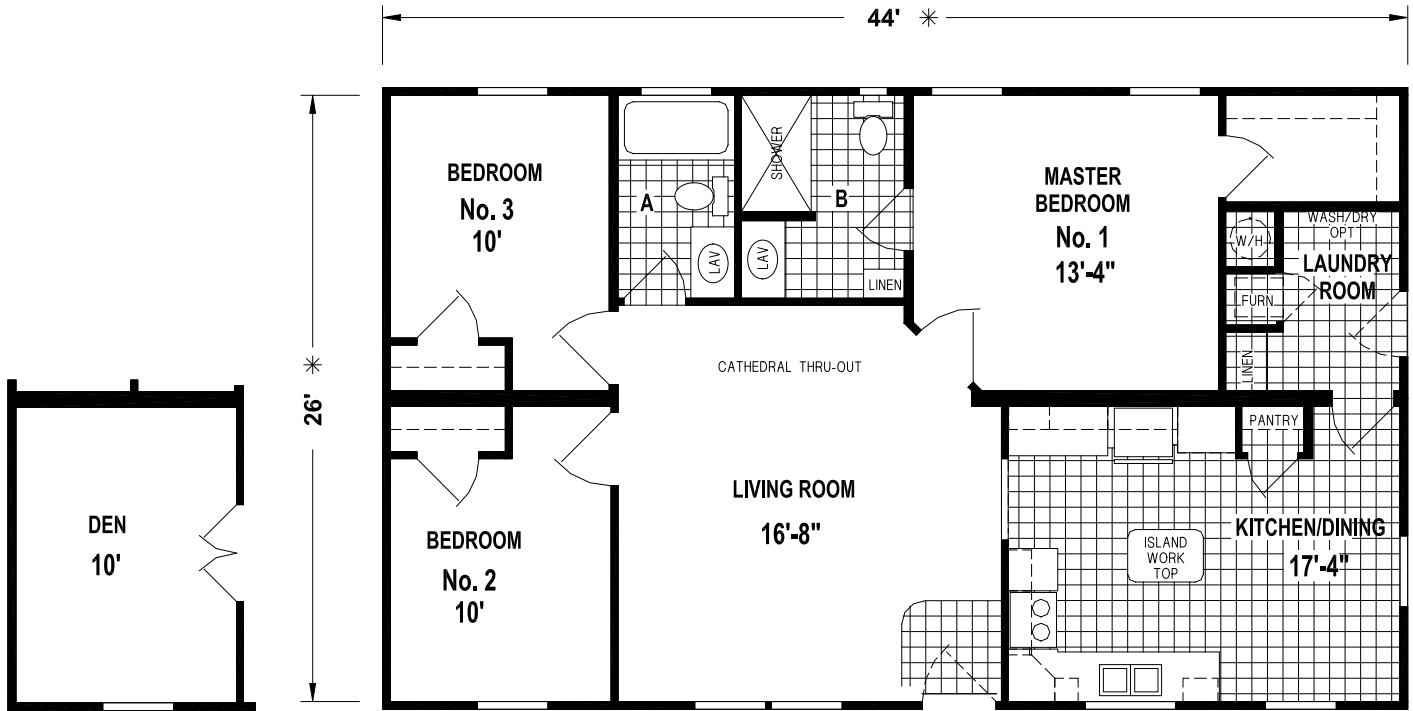 44' *
26' *
BEDROOM
No. 3
10'
A
LAV
SHOWER
B
LAV
LINEN
MASTER
BEDROOM
No. 1
13'-4"
WASH/DRY
OPT
W/H
LAUNDRY
ROOM
FURN
LINEN
CATHEDRAL THRU-OUT
DEN
10'
BEDROOM
No. 2
10'
LIVING ROOM
16'-8"
PANTRY
KITCHEN/DINING
17'-4"
ISLAND
WORK
TOP